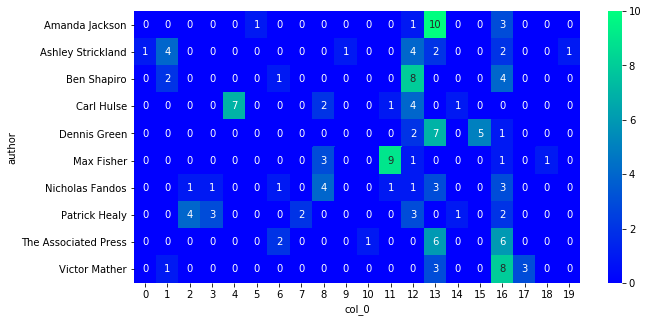 Amanda Jackson 0 0 0 0 0 1 0 0 0 0 0 0 1 10 0 0 3 0 0 0
Ashley Strickland 1 4 0 0 0 0 0 0 0 1 0 0 4 2 0 0 2 0 0 1
Ben Shapiro 0 2 0 0 0 0 1 0 0 0 0 0 8 0 0 0 4 0 0 0
Carl Hulse 0 0 0 0 7 0 0 0 2 0 0 1 4 0 1 0 0 0 0 0
Dennis Green 0 0 0 0 0 0 0 0 0 0 0 0 2 7 0 5 1 0 0 0
Max Fisher 0 0 0 0 0 0 0 0 3 0 0 9 1 0 0 0 1 0 1 0
Nicholas Fandos 0 0 1 1 0 0 1 0 4 0 0 1 1 3 0 0 3 0 0 0
Patrick Healy 0 0 4 3 0 0 0 2 0 0 0 0 3 0 1 0 2 0 0 0
The Associated Press 0 0 0 0 0 0 2 0 0 0 1 0 0 6 0 0 6 0 0 0
Victor Mather 0 1 0 0 0 0 0 0 0 0 0 0 0 3 0 0 8 3 0 0
0 1 2 3 4 5 6 7 8 9 10 11 12 13 14 15 16 17 18 19
col_0
author
10
8
6
4
2
0